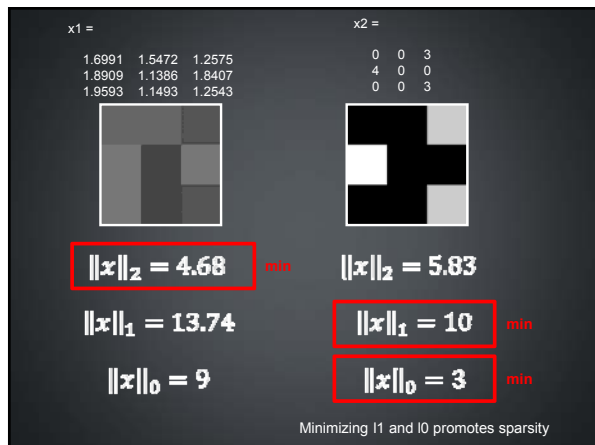 x1 =
1.6991 1.5472 1.2575
1.8909 1.1386 1.8407
1.9593 1.1493 1.2543
‖x‖₂ = 4.68 min
‖x‖₁ = 13.74
‖x‖₀ = 9
x2 =
0 0 3
4 0 0
0 0 3
‖x‖₂ = 5.83
‖x‖₁ = 10 min
‖x‖₀ = 3 min
Minimizing l1 and l0 promotes sparsity